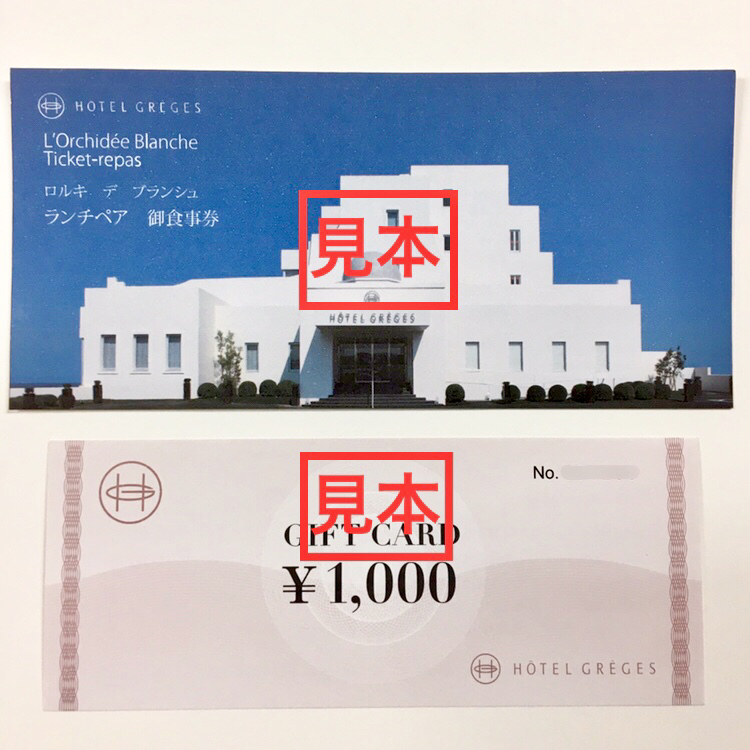 HÔTEL GRÈGES
L'Orchidée Blanche
Ticket-repas
ロルキ デ ブランシュ
ランチペア 御食事券
見本
HÔTEL GRÈGES
見本
No.
GIFT CARD
¥1,000
HÔTEL GRÈGES